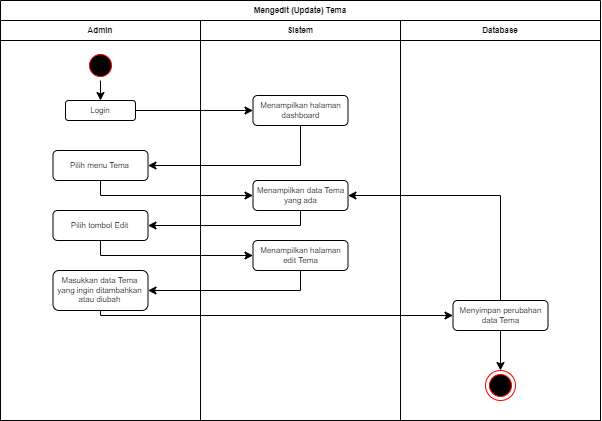 Mengedit (Update) Tema
Admin
Sistem
Database
Login
Menampilkan halaman
dashboard
Pilih menu Tema
Menampilkan data Tema
yang ada
Pilih tombol Edit
Menampilkan halaman
edit Tema
Masukkan data Tema
yang ingin ditambahkan
atau diubah
Menyimpan perubahan
data Tema